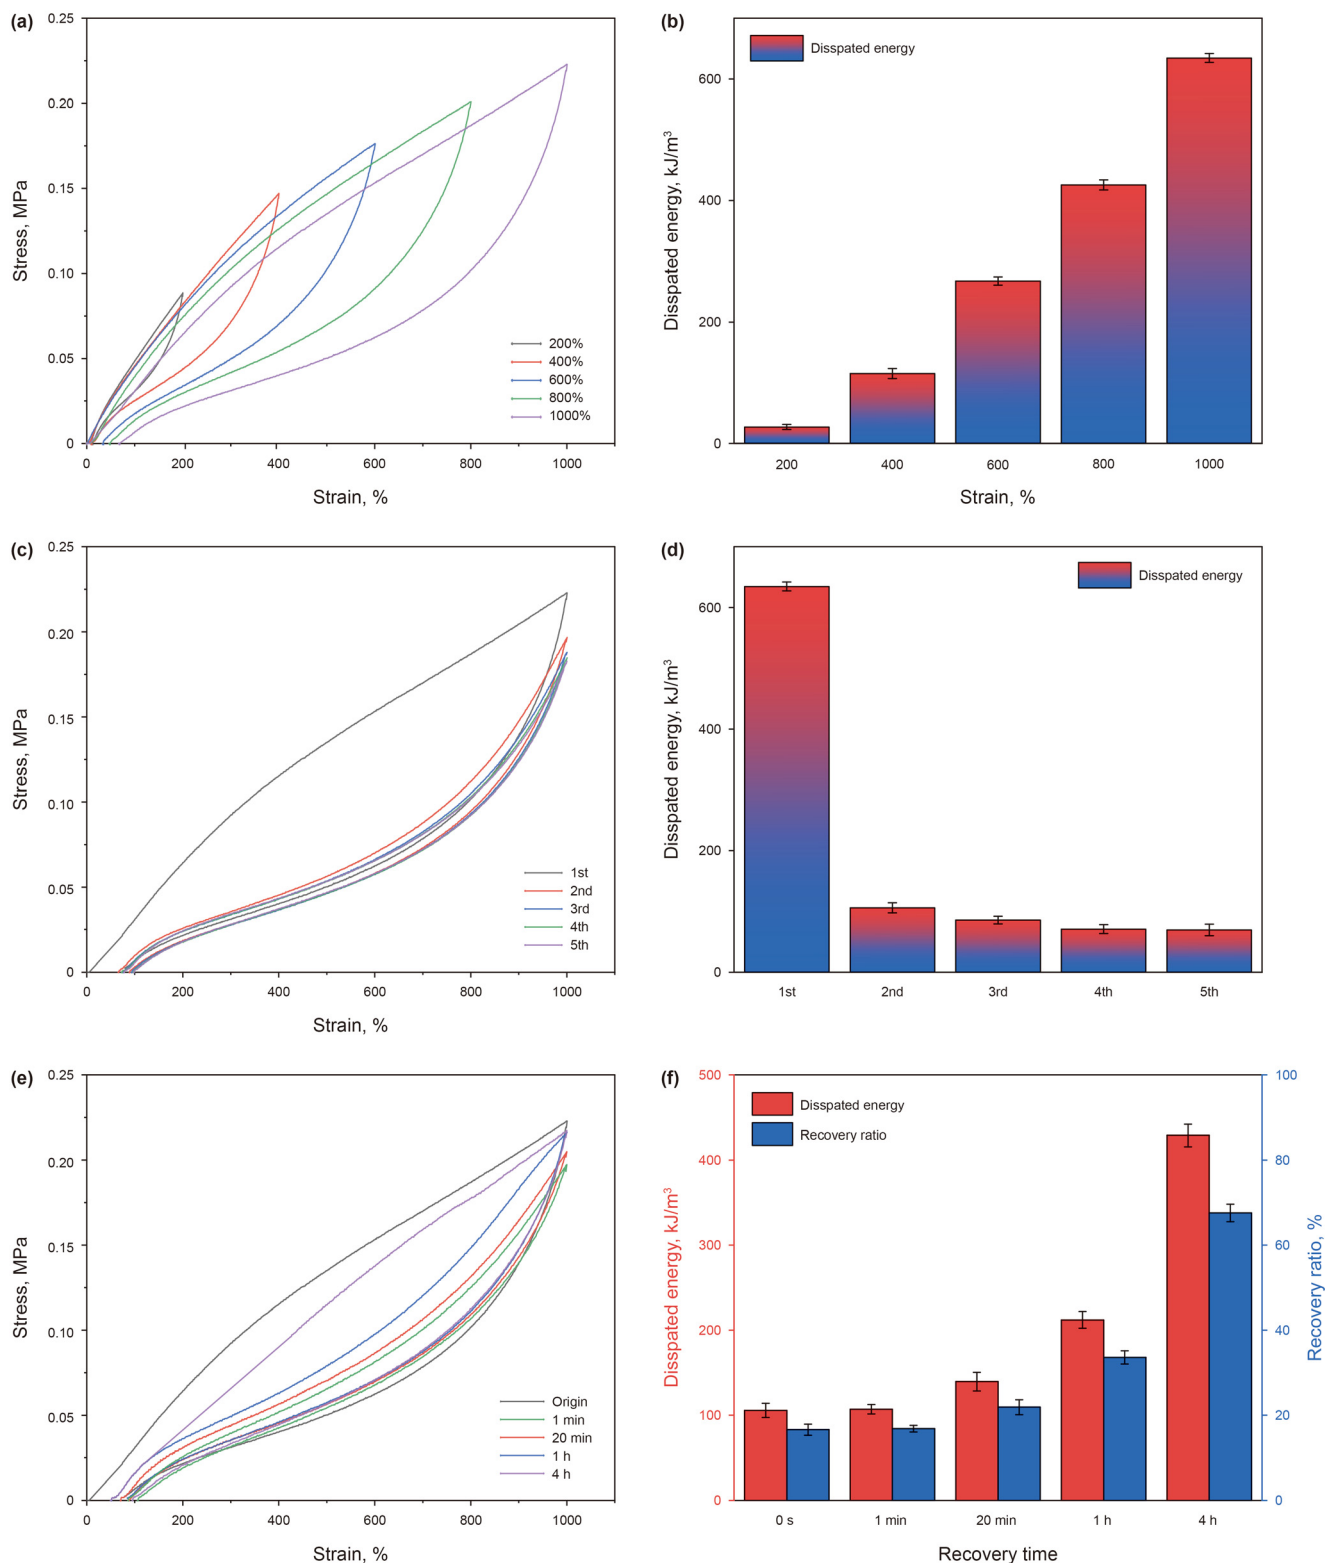 (a)
0.25
0.20
0.15
0.10
0.05
0
Stress, MPa
200%
400%
600%
800%
1000%
0 200 400 600 800 1000
Strain, %
(b)
Disspated energy
600
400
200
0
Disspated energy, kJ/m³
200 400 600 800 1000
Strain, %
(c)
0.25
0.20
0.15
0.10
0.05
0
Stress, MPa
1st
2nd
3rd
4th
5th
0 200 400 600 800 1000
Strain, %
(d)
Disspated energy
600
400
200
0
Disspated energy, kJ/m³
1st 2nd 3rd 4th 5th
(e)
0.25
0.20
0.15
0.10
0.05
0
Stress, MPa
Origin
1 min
20 min
1 h
4 h
0 200 400 600 800 1000
Strain, %
(f)
Disspated energy
Recovery ratio
500
400
300
200
100
0
Disspated energy, kJ/m³
100
80
60
40
20
0
Recovery ratio, %
0 s 1 min 20 min 1 h 4 h
Recovery time